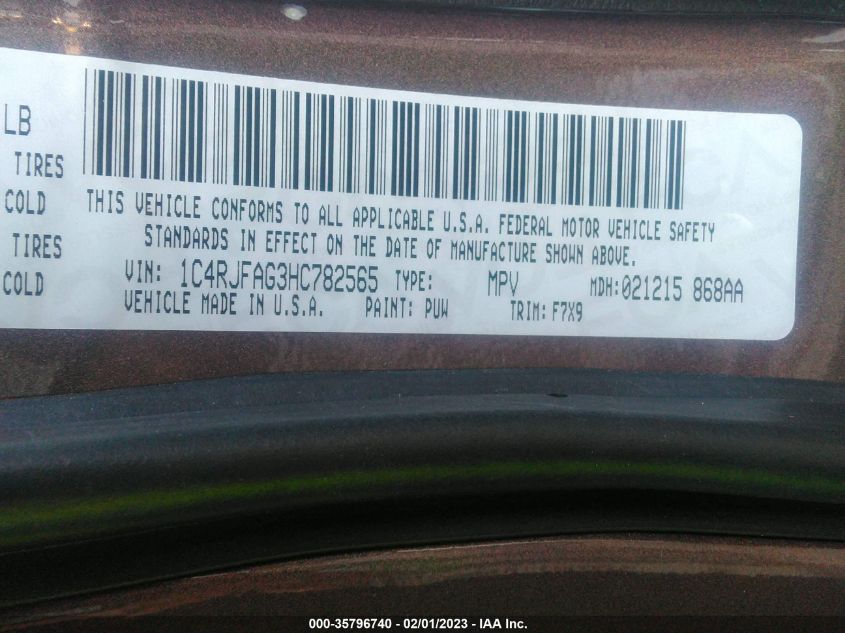 LB
TIRES
COLD
TIRES
COLD
THIS VEHICLE CONFORMS TO ALL APPLICABLE U.S.A. FEDERAL MOTOR VEHICLE SAFETY
STANDARDS IN EFFECT ON THE DATE OF MANUFACTURE SHOWN ABOVE.
VIN: 1C4RJFAG3HC782565 TYPE: MPV MDH:021215 868AA
VEHICLE MADE IN U.S.A. PAINT: PUW TRIM: F7X9
000-35796740 - 02/01/2023 - IAA Inc.